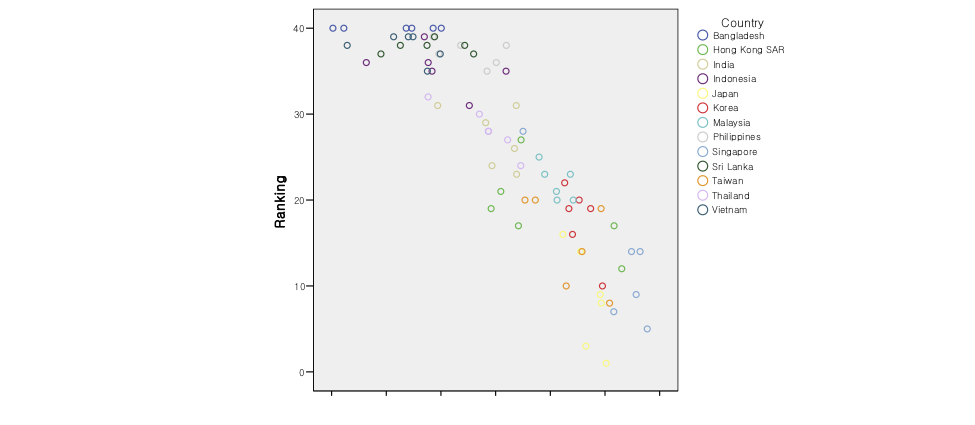 Country
Bangladesh
Hong Kong SAR
India
Indonesia
Japan
Korea
Malaysia
Philippines
Singapore
Sri Lanka
Taiwan
Thailand
Vietnam
Ranking
40
30
20
10
0